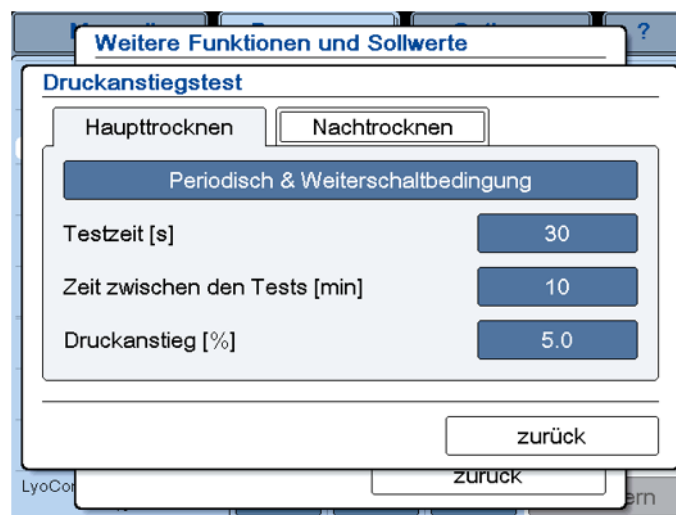 ?
Weitere Funktionen und Sollwerte
Druckanstiegstest
Haupttrocknen
Nachtrocknen
Periodisch & Weiterschaltbedingung
Testzeit [s]
30
Zeit zwischen den Tests [min]
10
Druckanstieg [%]
5.0
zurück
zurück